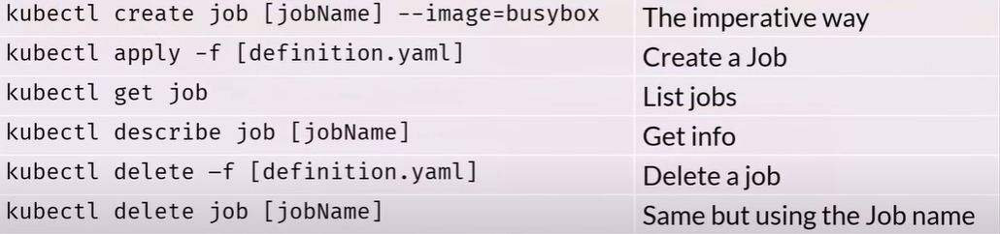 kubectl create job [jobName] --image=busybox The imperative way
kubectl apply -f [definition.yaml] Create a Job
kubectl get job List jobs
kubectl describe job [jobName] Get info
kubectl delete –f [definition.yaml] Delete a job
kubectl delete job [jobName] Same but using the Job name